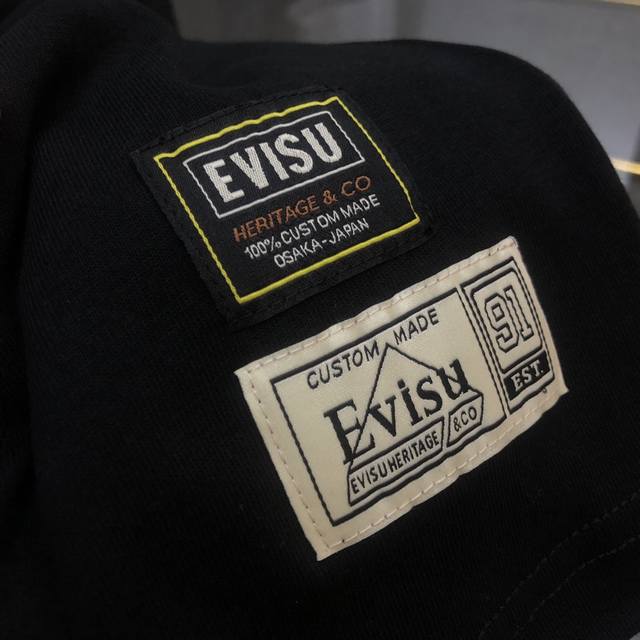 EVISU
HERITAGE & CO
100% CUSTOM MADE
OSAKA-JAPAN
CUSTOM MADE
Evisu
EVISU HERITAGE &CO
91
EST.